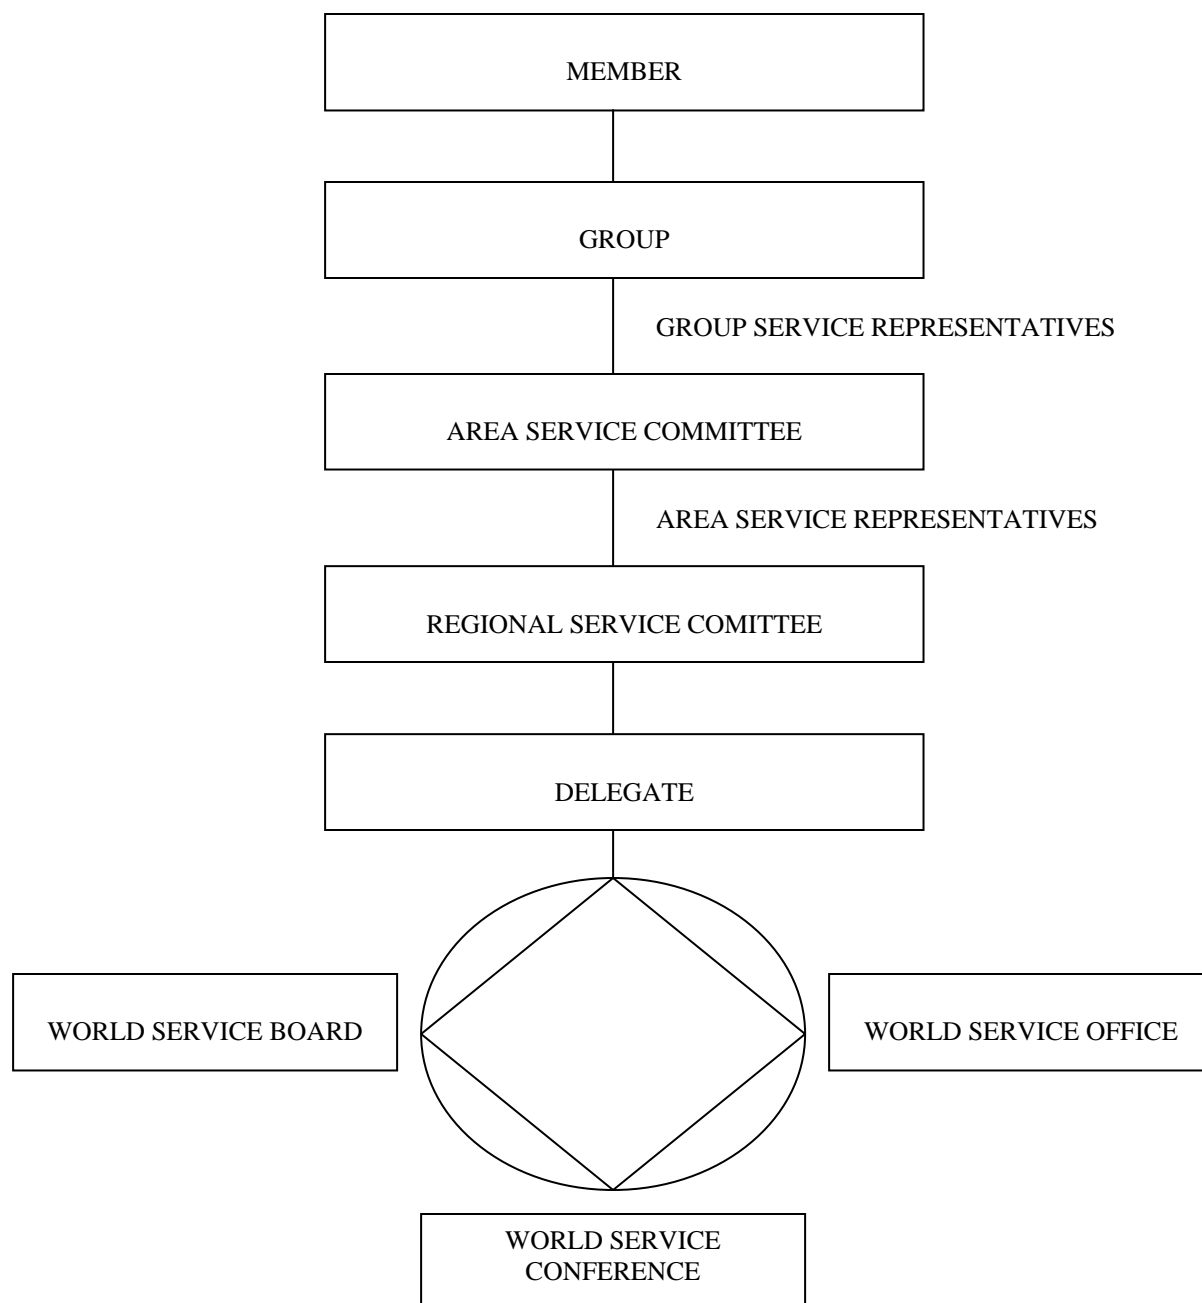 MEMBER
GROUP
GROUP SERVICE REPRESENTATIVES
AREA SERVICE COMMITTEE
AREA SERVICE REPRESENTATIVES
REGIONAL SERVICE COMITTEE
DELEGATE
WORLD SERVICE BOARD
WORLD SERVICE OFFICE
WORLD SERVICE
CONFERENCE